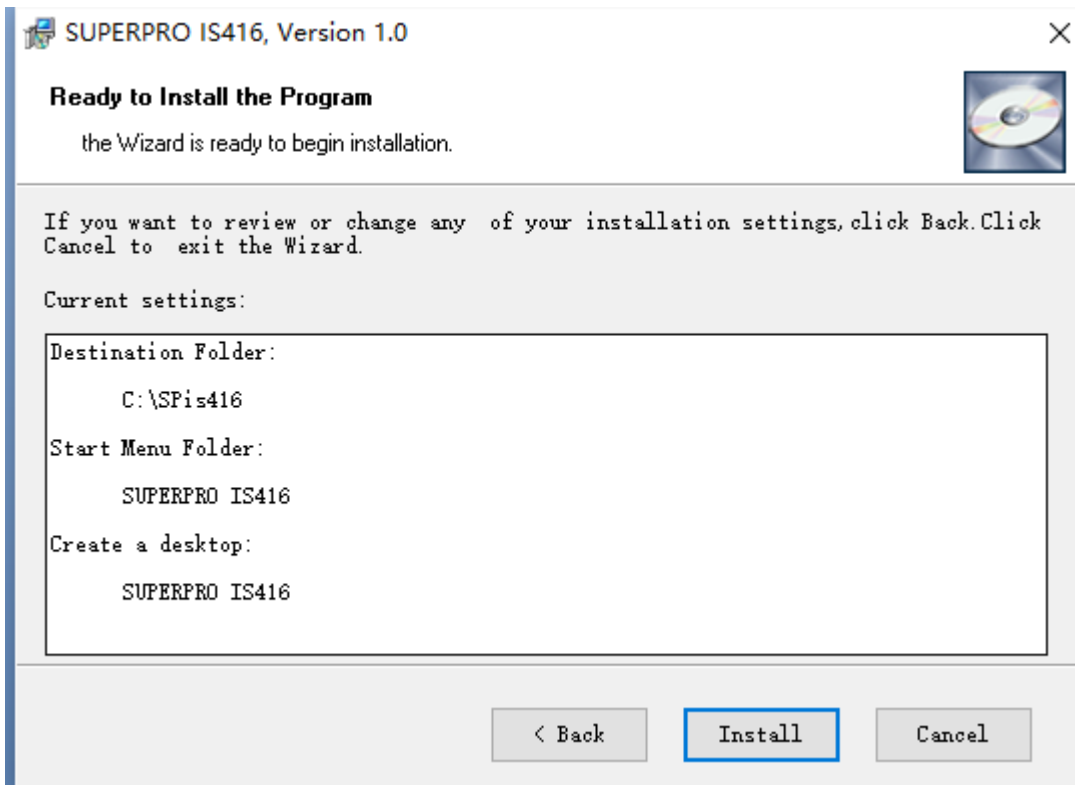 SUPERPRO IS416, Version 1.0
Ready to Install the Program
the Wizard is ready to begin installation.
If you want to review or change any  of your installation settings,click Back.Click
Cancel to  exit the Wizard.
Current settings:
Destination Folder:
C:\SPis416
Start Menu Folder:
SUPERPRO IS416
Create a desktop:
SUPERPRO IS416
< Back
Install
Cancel